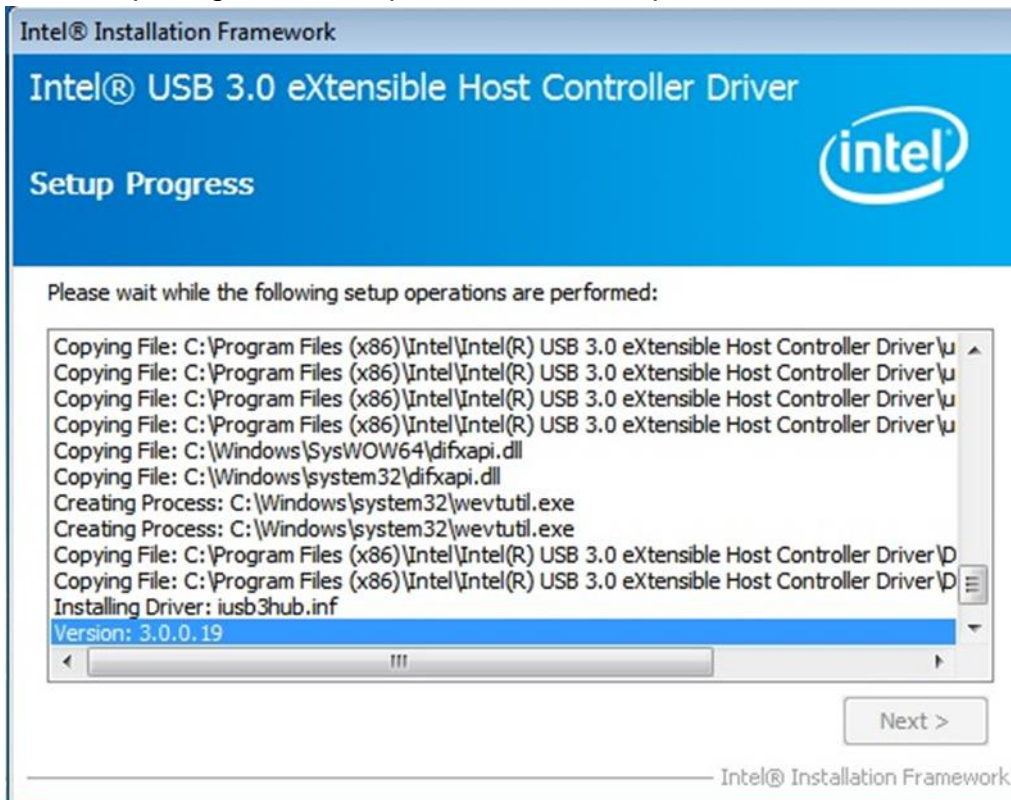 Intel® Installation Framework
Intel® USB 3.0 eXtensible Host Controller Driver
intel
Setup Progress
Please wait while the following setup operations are performed:
Copying File: C:\Program Files (x86)\Intel\Intel(R) USB 3.0 eXtensible Host Controller Driver\u
Copying File: C:\Program Files (x86)\Intel\Intel(R) USB 3.0 eXtensible Host Controller Driver\u
Copying File: C:\Program Files (x86)\Intel\Intel(R) USB 3.0 eXtensible Host Controller Driver\u
Copying File: C:\Program Files (x86)\Intel\Intel(R) USB 3.0 eXtensible Host Controller Driver\u
Copying File: C:\Windows\SysWOW64\difxapi.dll
Copying File: C:\Windows\system32\difxapi.dll
Creating Process: C:\Windows\system32\wevtutil.exe
Creating Process: C:\Windows\system32\wevtutil.exe
Copying File: C:\Program Files (x86)\Intel\Intel(R) USB 3.0 eXtensible Host Controller Driver\D
Copying File: C:\Program Files (x86)\Intel\Intel(R) USB 3.0 eXtensible Host Controller Driver\D
Installing Driver: iusb3hub.inf
Version: 3.0.0.19
Next >
Intel® Installation Framework